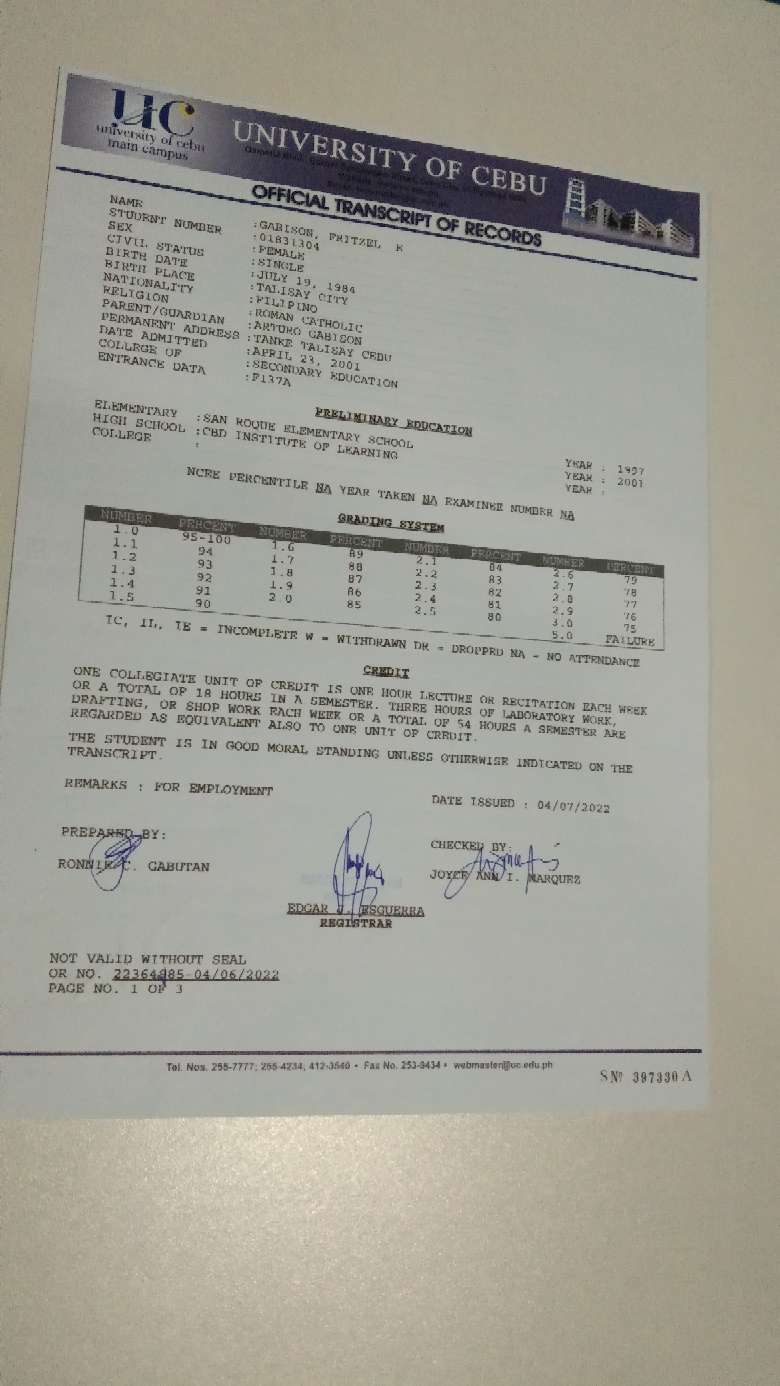 UC
university of cebu
main campus
UNIVERSITY OF CEBU
OFFICIAL TRANSCRIPT OF RECORDS
NAME :GABISON, FRITZEL E
STUDENT NUMBER :01831304
SEX :FEMALE
CIVIL STATUS :SINGLE
BIRTH DATE :JULY 19, 1984
BIRTH PLACE :TALISAY CITY
NATIONALITY :FILIPINO
RELIGION :ROMAN CATHOLIC
PARENT/GUARDIAN :ARTURO GABISON
PERMANENT ADDRESS :TANKE TALISAY CEBU
DATE ADMITTED :APRIL 23, 2001
COLLEGE OF :SECONDARY EDUCATION
ENTRANCE DATA :F137A
PRELIMINARY EDUCATION
ELEMENTARY :SAN ROQUE ELEMENTARY SCHOOL YEAR : 1997
HIGH SCHOOL :CBD INSTITUTE OF LEARNING YEAR : 2001
COLLEGE : YEAR :
NCEE PERCENTILE NA YEAR TAKEN NA EXAMINEE NUMBER NA
GRADING SYSTEM
NUMBER PERCENT NUMBER PERCENT NUMBER PERCENT NUMBER PERCENT
1.0 95-100 1.6 89 2.1 84 2.6 79
1.1 94 1.7 88 2.2 83 2.7 78
1.2 93 1.8 87 2.3 82 2.8 77
1.3 92 1.9 86 2.4 81 2.9 76
1.4 91 2.0 85 2.5 80 3.0 75
1.5 90 5.0 FAILURE
IC, IL, IE = INCOMPLETE W = WITHDRAWN DR = DROPPED NA = NO ATTENDANCE
CREDIT
ONE COLLEGIATE UNIT OF CREDIT IS ONE HOUR LECTURE OR RECITATION EACH WEEK
OR A TOTAL OF 18 HOURS IN A SEMESTER. THREE HOURS OF LABORATORY WORK,
DRAFTING, OR SHOP WORK EACH WEEK OR A TOTAL OF 54 HOURS A SEMESTER ARE
REGARDED AS EQUIVALENT ALSO TO ONE UNIT OF CREDIT.
THE STUDENT IS IN GOOD MORAL STANDING UNLESS OTHERWISE INDICATED ON THE
TRANSCRIPT.
REMARKS : FOR EMPLOYMENT
DATE ISSUED : 04/07/2022
PREPARED BY:
CHECKED BY:
RONNIE C. GABUTAN
JOYCE ANN I. MARQUEZ
EDGAR J. ESGUERRA
REGISTRAR
NOT VALID WITHOUT SEAL
OR NO. 22364985-04/06/2022
PAGE NO. 1 OF 3
Tel. Nos. 255-7777; 255-4234; 412-3540 • Fax No. 253-9434 • webmaster@uc.edu.ph
SNº 397330 A